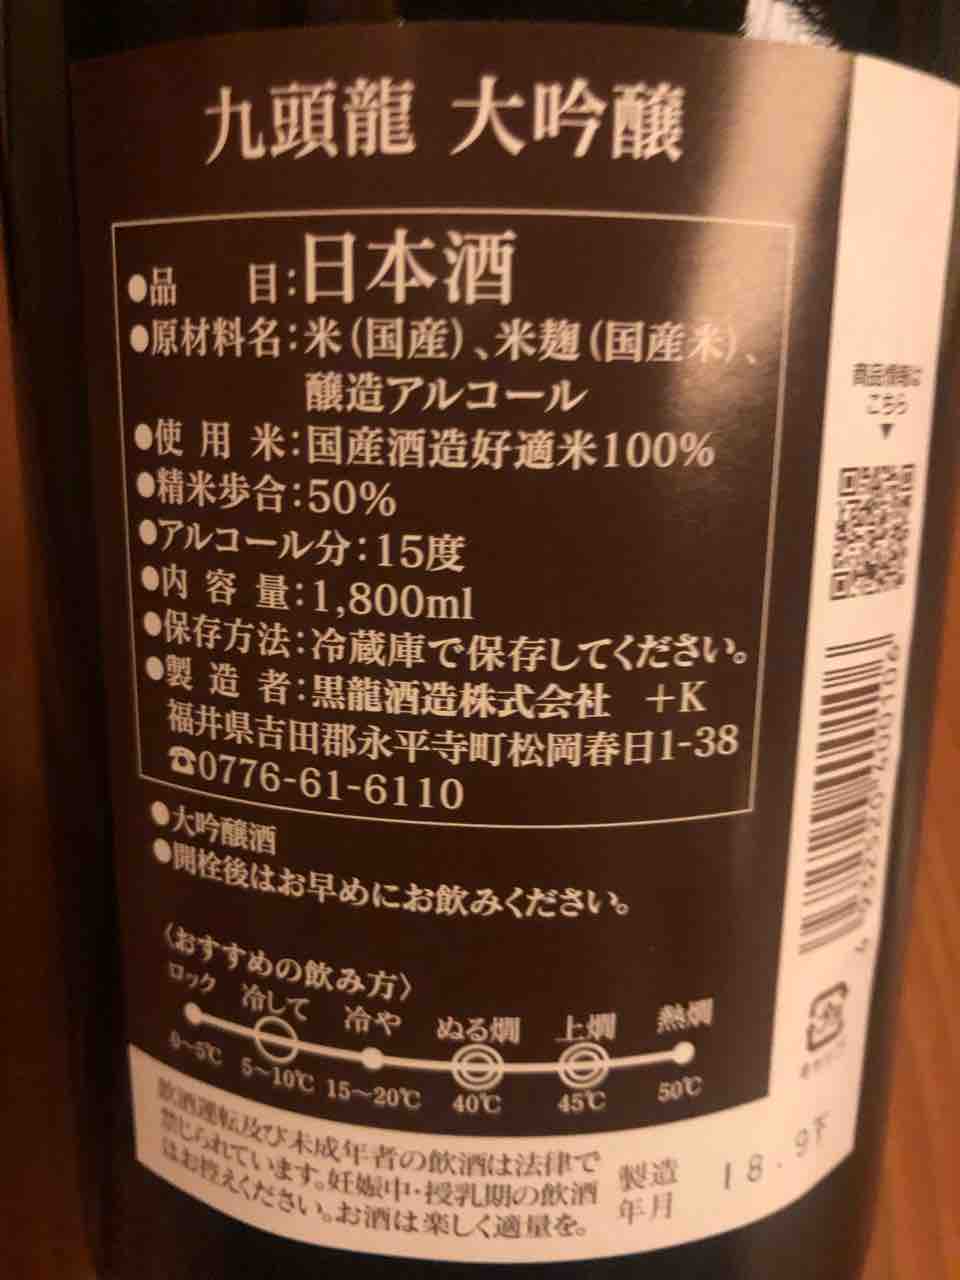 九頭龍 大吟醸
●品　目:日本酒
●原材料名:米(国産)、米麹(国産米)、
醸造アルコール
●使用米:国産酒造好適米100%
●精米歩合:50%
●アルコール分:15度
●内容量:1,800ml
●保存方法:冷蔵庫で保存してください。
●製造者:黒龍酒造株式会社　+K
福井県吉田郡永平寺町松岡春日1-38
☎0776-61-6110
●大吟醸酒
●開栓後はお早めにお飲みください。
〈おすすめの飲み方〉
ロック 冷して 冷や ぬる燗 上燗 熱燗
0~5℃ 5~10℃ 15~20℃ 40℃ 45℃ 50℃
飲酒運転及び未成年者の飲酒は法律で
禁じられています。妊娠中・授乳期の飲酒
はお控えください。お酒は楽しく適量を。
製造
年月
18.9下
商品情報は
こちら
▼